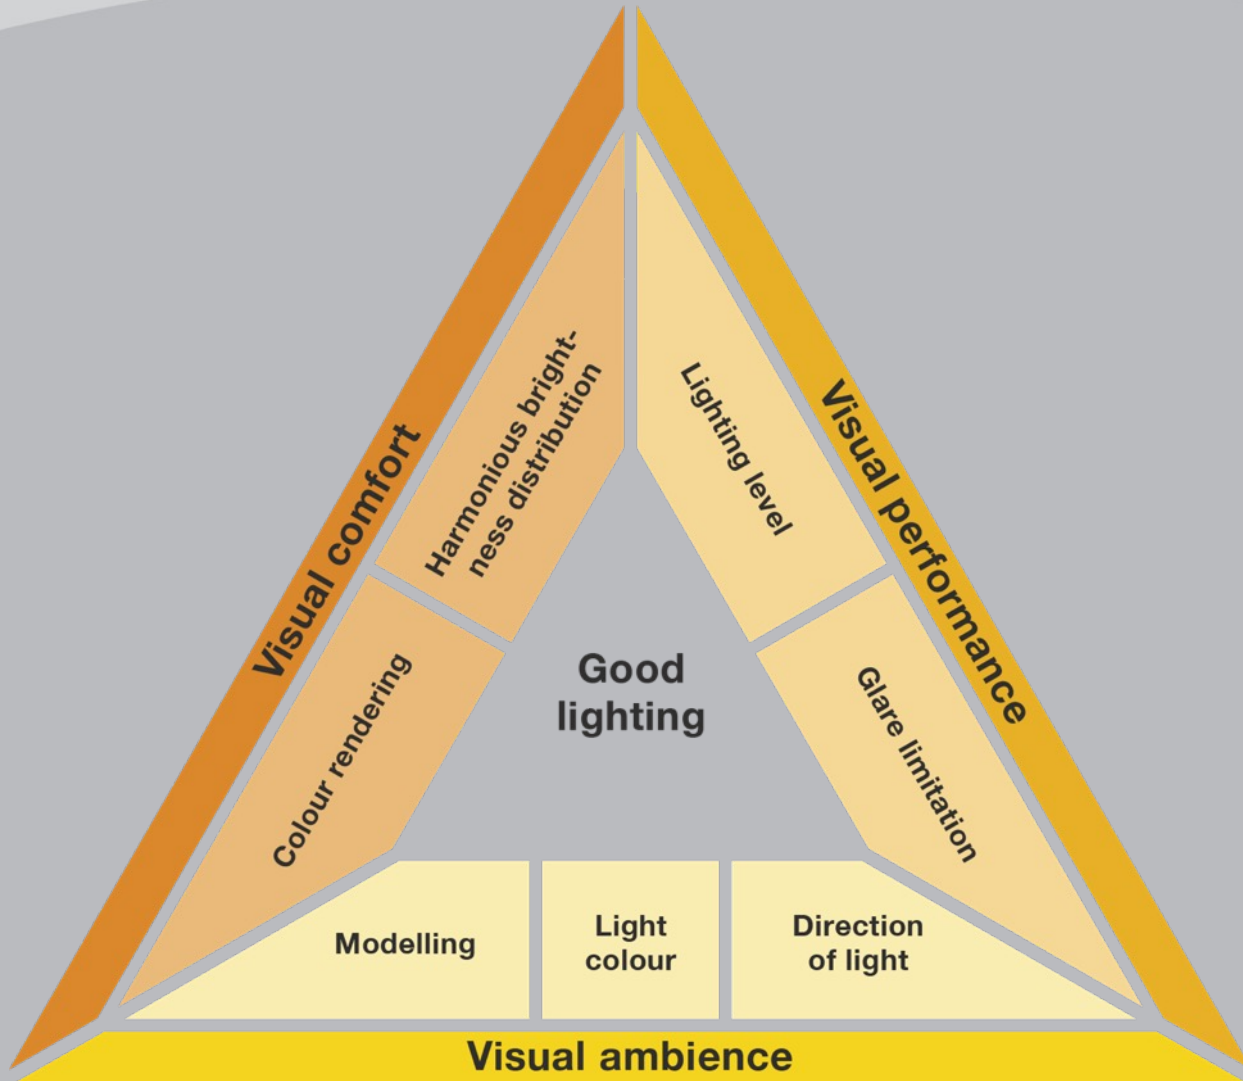 Visual comfort
Harmonious bright-
ness distribution
Colour rendering
Lighting level
Glare limitation
Visual performance
Good
lighting
Modelling
Light
colour
Direction
of light
Visual ambience